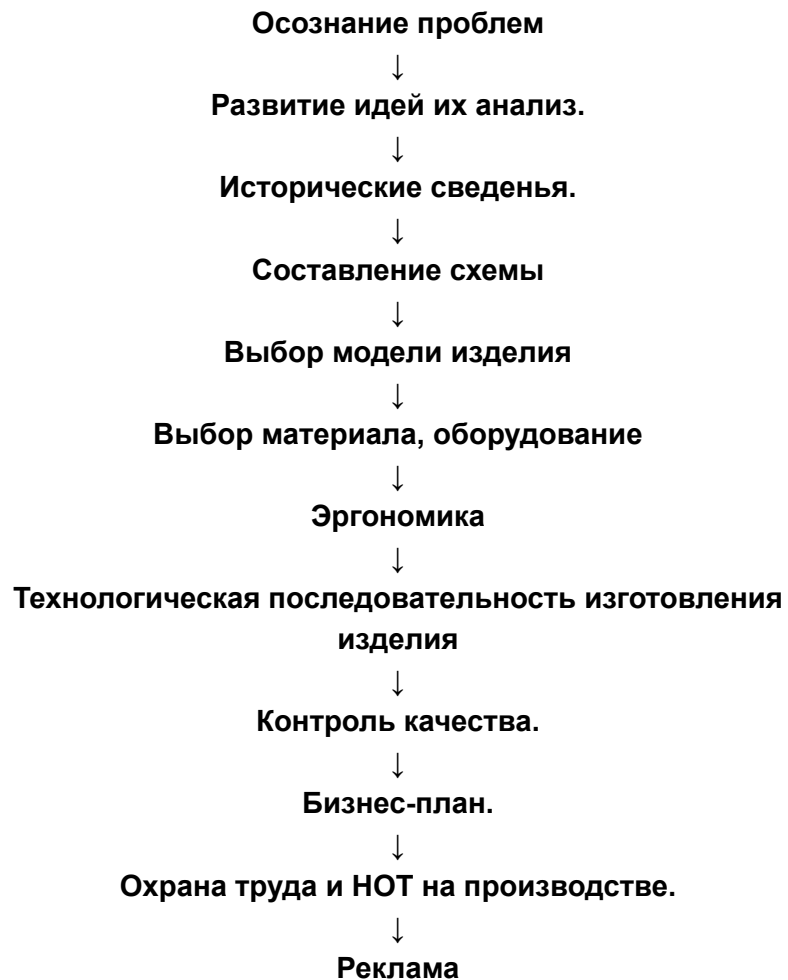 Осознание проблем
↓
Развитие идей их анализ.
↓
Исторические сведенья.
↓
Составление схемы
↓
Выбор модели изделия
↓
Выбор материала, оборудование
↓
Эргономика
↓
Технологическая последовательность изготовления
изделия
↓
Контроль качества.
↓
Бизнес-план.
↓
Охрана труда и НОТ на производстве.
↓
Реклама